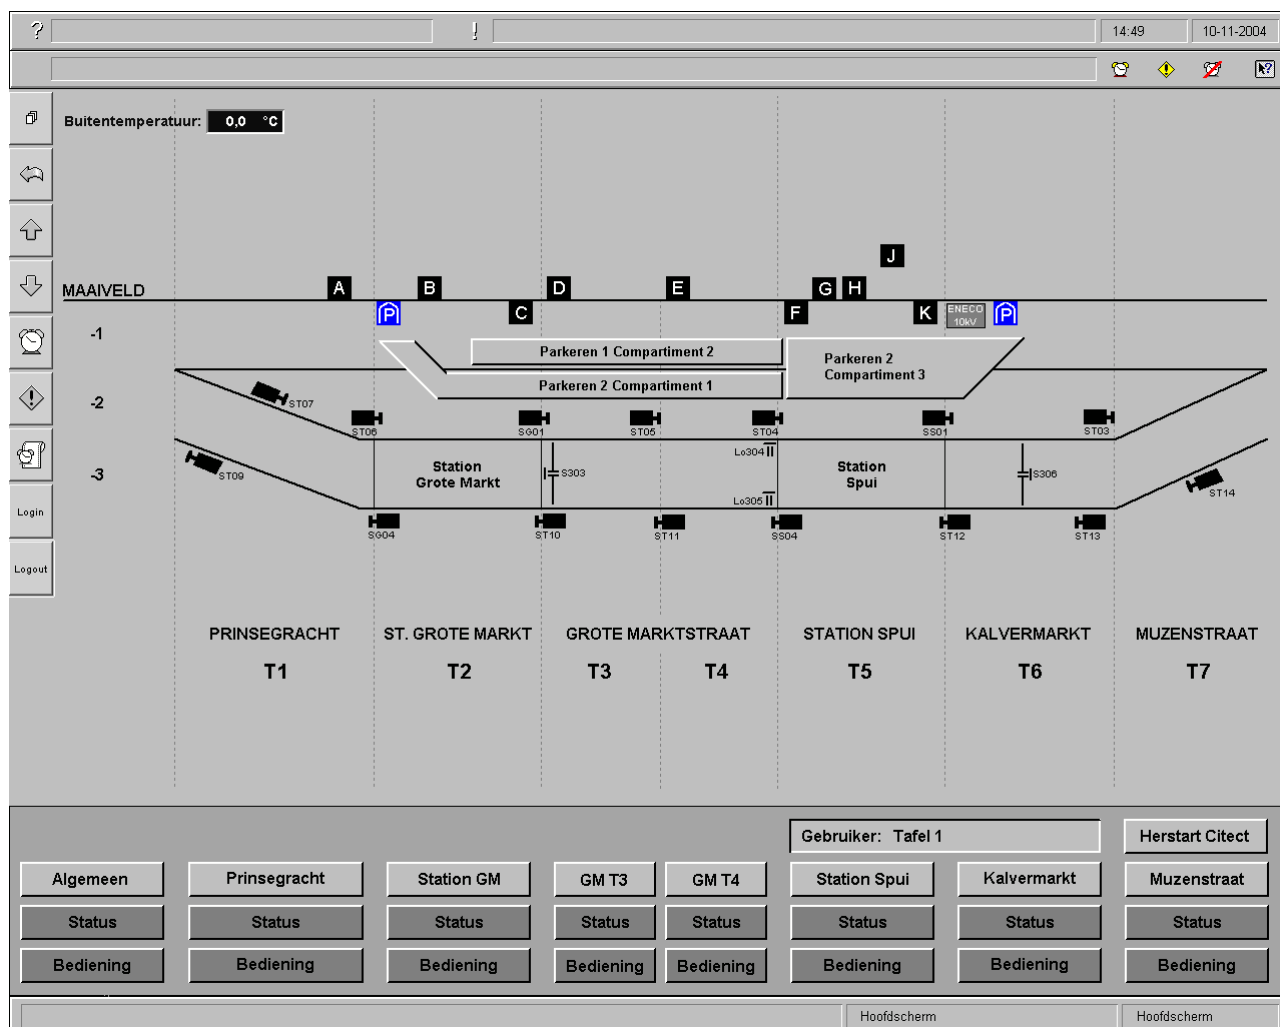 ? ! 14:49 10-11-2004
Buitentemperatuur: 0,0 °C
J
MAAIVELD A B D E G H
P C F K ENECO 10kV P
-1
Parkeren 1 Compartiment 2
Parkeren 2
Compartiment 3
Parkeren 2 Compartiment 1
-2
ST07
ST06 SG01 ST05 ST04 SS01 ST03
Lo304
Station
Grote Markt
Station
Spui
-3
ST09 S303 S306 ST14
Lo305
SG04 ST10 ST11 SS04 ST12 ST13
Login
Logout
PRINSEGRACHT ST. GROTE MARKT GROTE MARKTSTRAAT STATION SPUI KALVERMARKT MUZENSTRAAT
T1 T2 T3 T4 T5 T6 T7
Gebruiker: Tafel 1 Herstart Citect
Algemeen Prinsegracht Station GM GM T3 GM T4 Station Spui Kalvermarkt Muzenstraat
Status Status Status Status Status Status Status Status
Bediening Bediening Bediening Bediening Bediening Bediening Bediening Bediening
Hoofdscherm Hoofdscherm